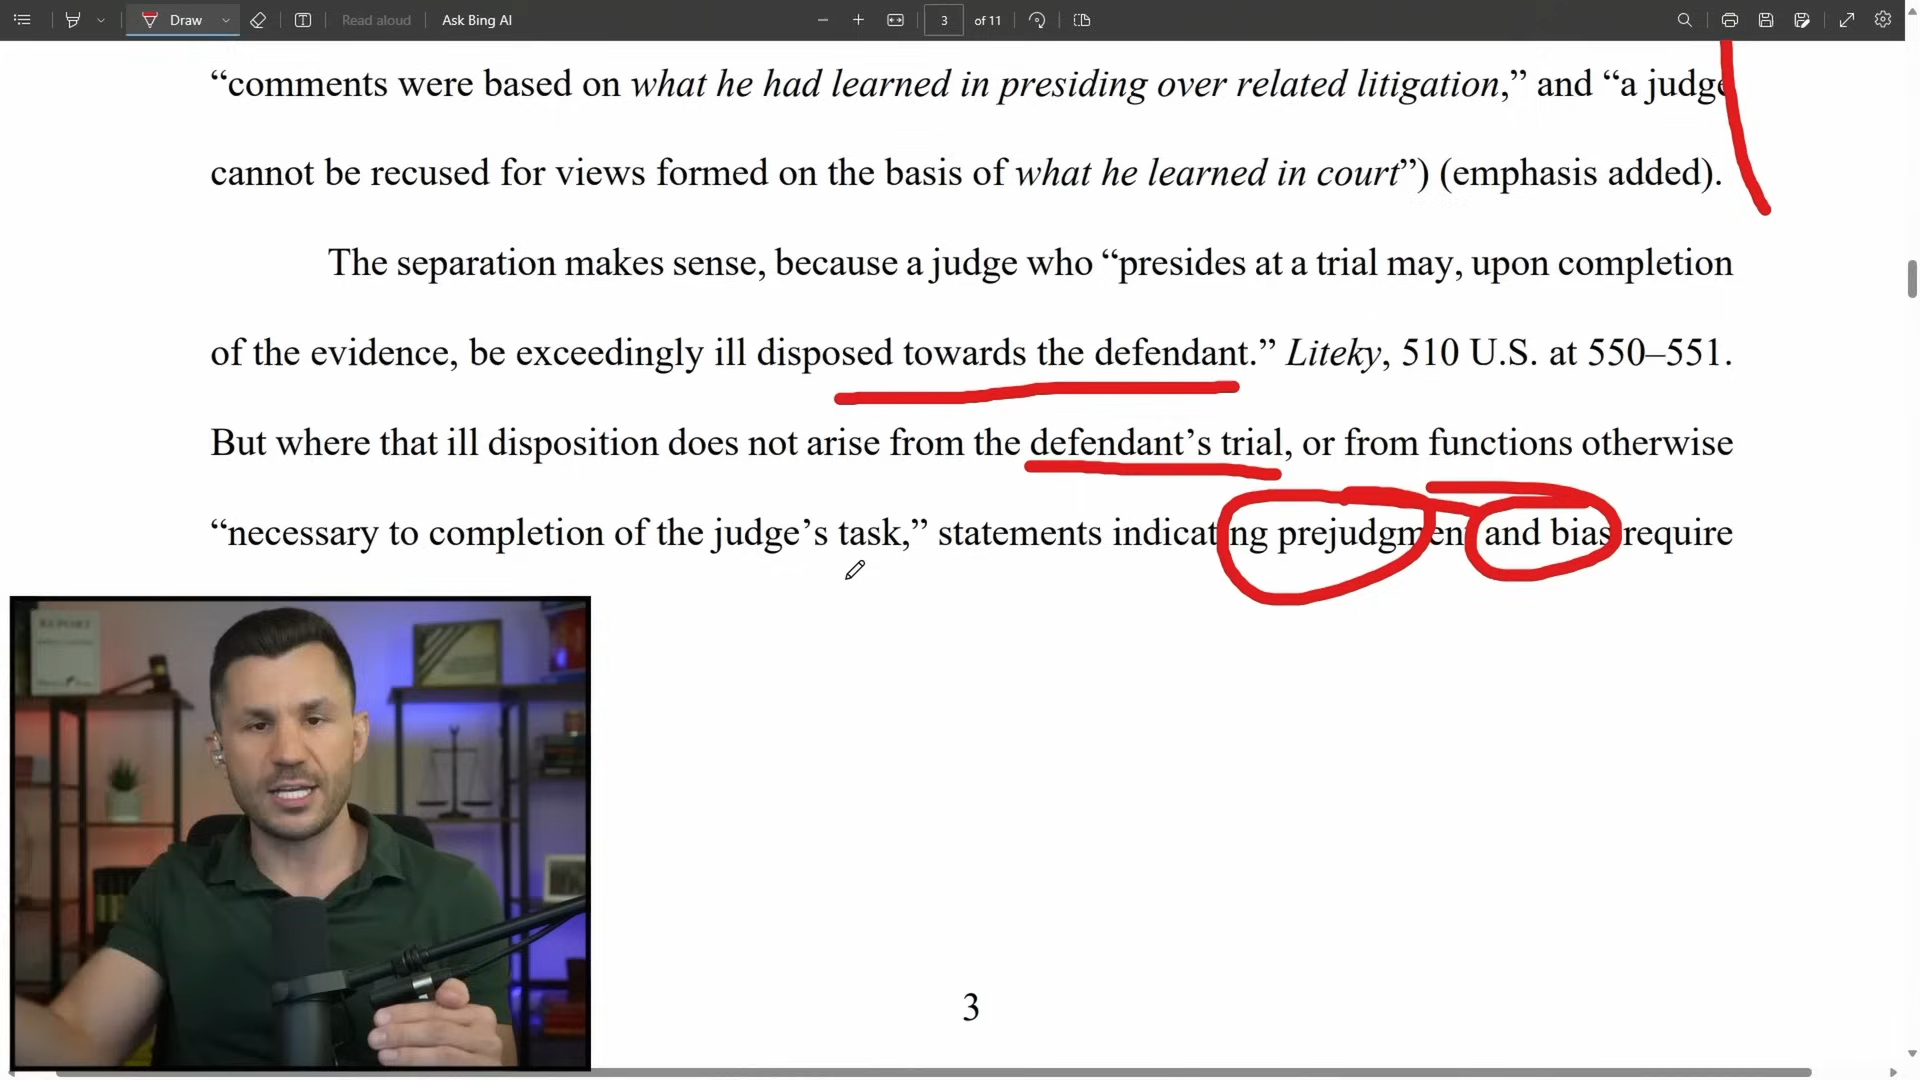 Draw
Read aloud
Ask Bing AI
3
of 11
“comments were based on what he had learned in presiding over related litigation,” and “a judge
cannot be recused for views formed on the basis of what he learned in court”) (emphasis added).
The separation makes sense, because a judge who “presides at a trial may, upon completion
of the evidence, be exceedingly ill disposed towards the defendant.” Liteky, 510 U.S. at 550–551.
But where that ill disposition does not arise from the defendant’s trial, or from functions otherwise
“necessary to completion of the judge’s task,” statements indicating prejudgment and bias require
REPORT
3